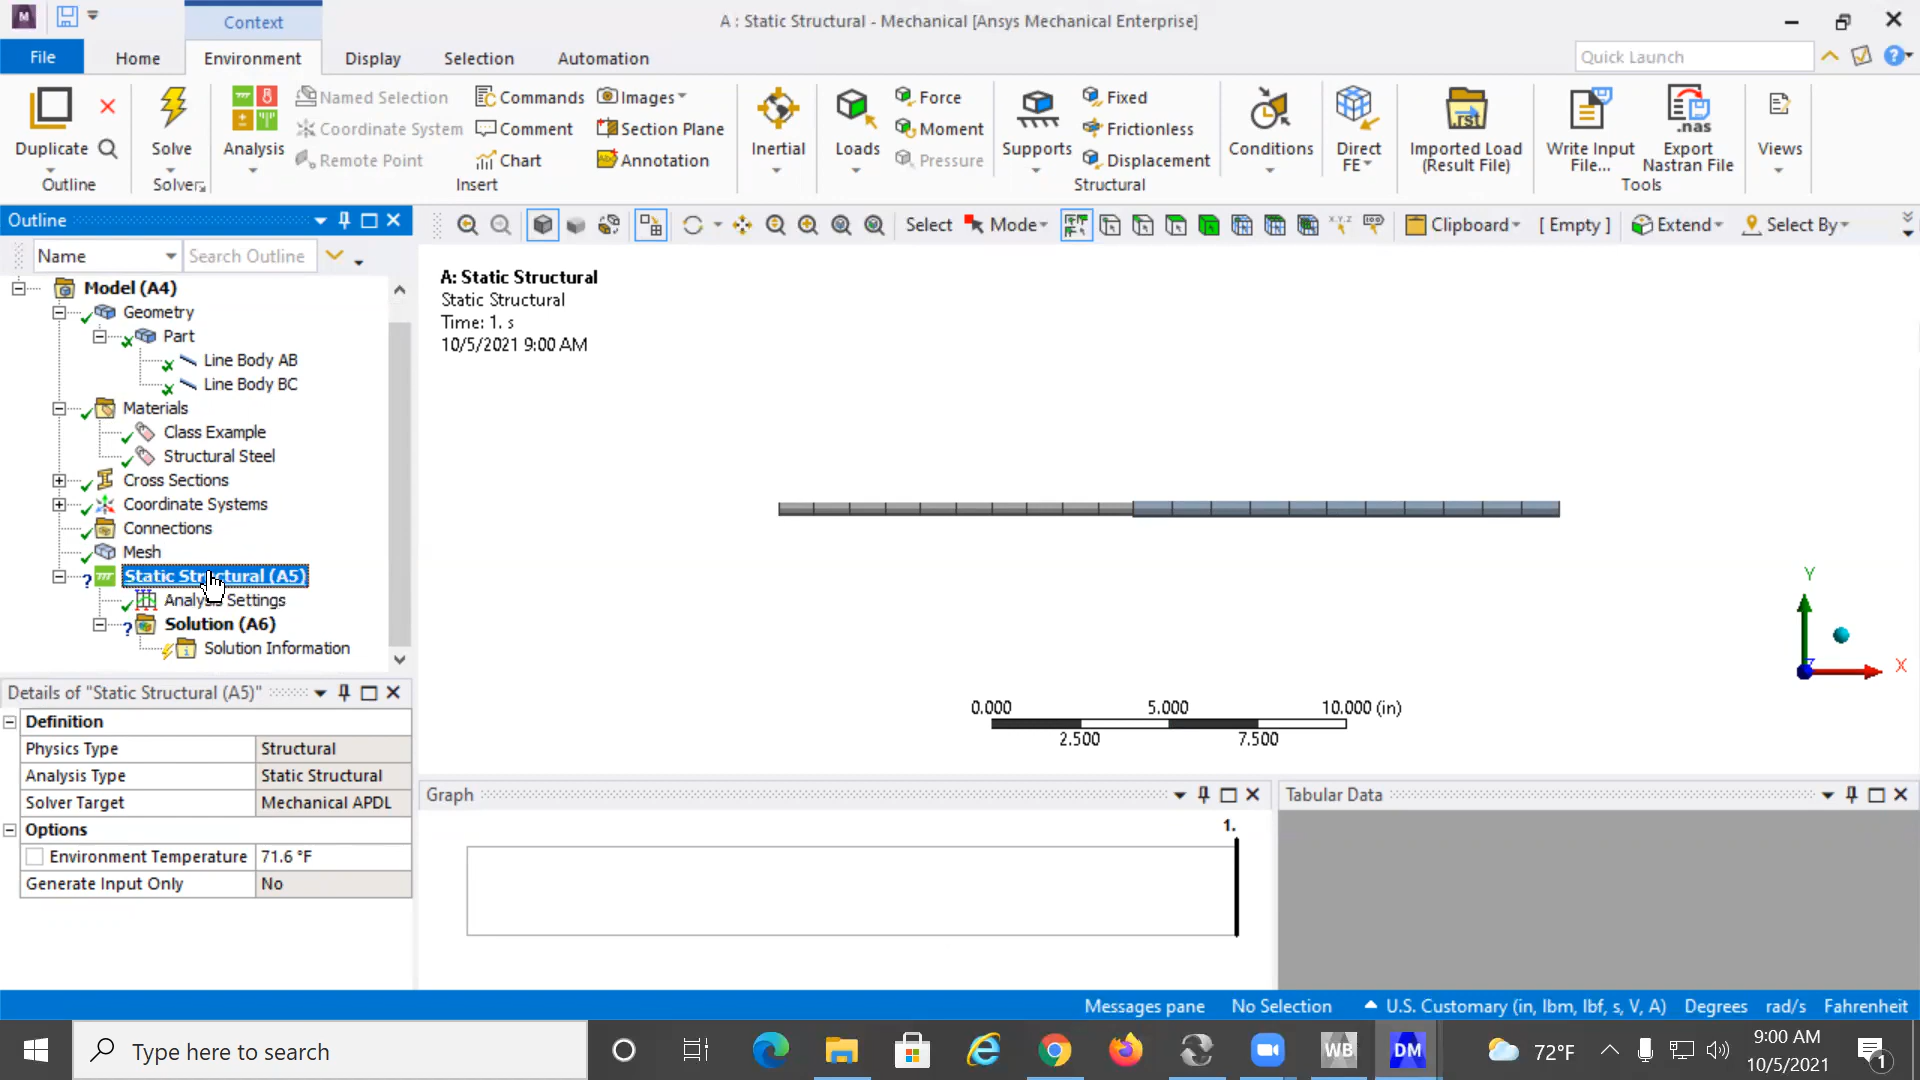 M
Context
A : Static Structural - Mechanical [Ansys Mechanical Enterprise]
File
Home
Environment
Display
Selection
Automation
Quick Launch
Duplicate
Outline
Solve
Solver
Analysis
Named Selection
Coordinate System
Remote Point
Commands
Comment
Chart
Images
Section Plane
Annotation
Insert
Inertial
Loads
Force
Moment
Pressure
Supports
Fixed
Frictionless
Displacement
Structural
Conditions
Direct
FE
.rst
Imported Load
(Result File)
Write Input
File...
.nas
Export
Nastran File
Tools
Views
Outline
Name
Search Outline
Select
Mode
Clipboard
[ Empty ]
Extend
Select By
Model (A4)
Geometry
Part
Line Body AB
Line Body BC
Materials
Class Example
Structural Steel
Cross Sections
Coordinate Systems
Connections
Mesh
Static Structural (A5)
Analysis Settings
Solution (A6)
Solution Information
A: Static Structural
Static Structural
Time: 1. s
10/5/2021 9:00 AM
Y
X
0.000 5.000 10.000 (in)
2.500 7.500
Details of "Static Structural (A5)"
Definition
Physics Type Structural
Analysis Type Static Structural
Solver Target Mechanical APDL
Options
Environment Temperature 71.6 °F
Generate Input Only No
Graph
1.
Tabular Data
Messages pane
No Selection
U.S. Customary (in, lbm, lbf, s, V, A)
Degrees
rad/s
Fahrenheit
Type here to search
WB
DM
72°F
9:00 AM
10/5/2021
1